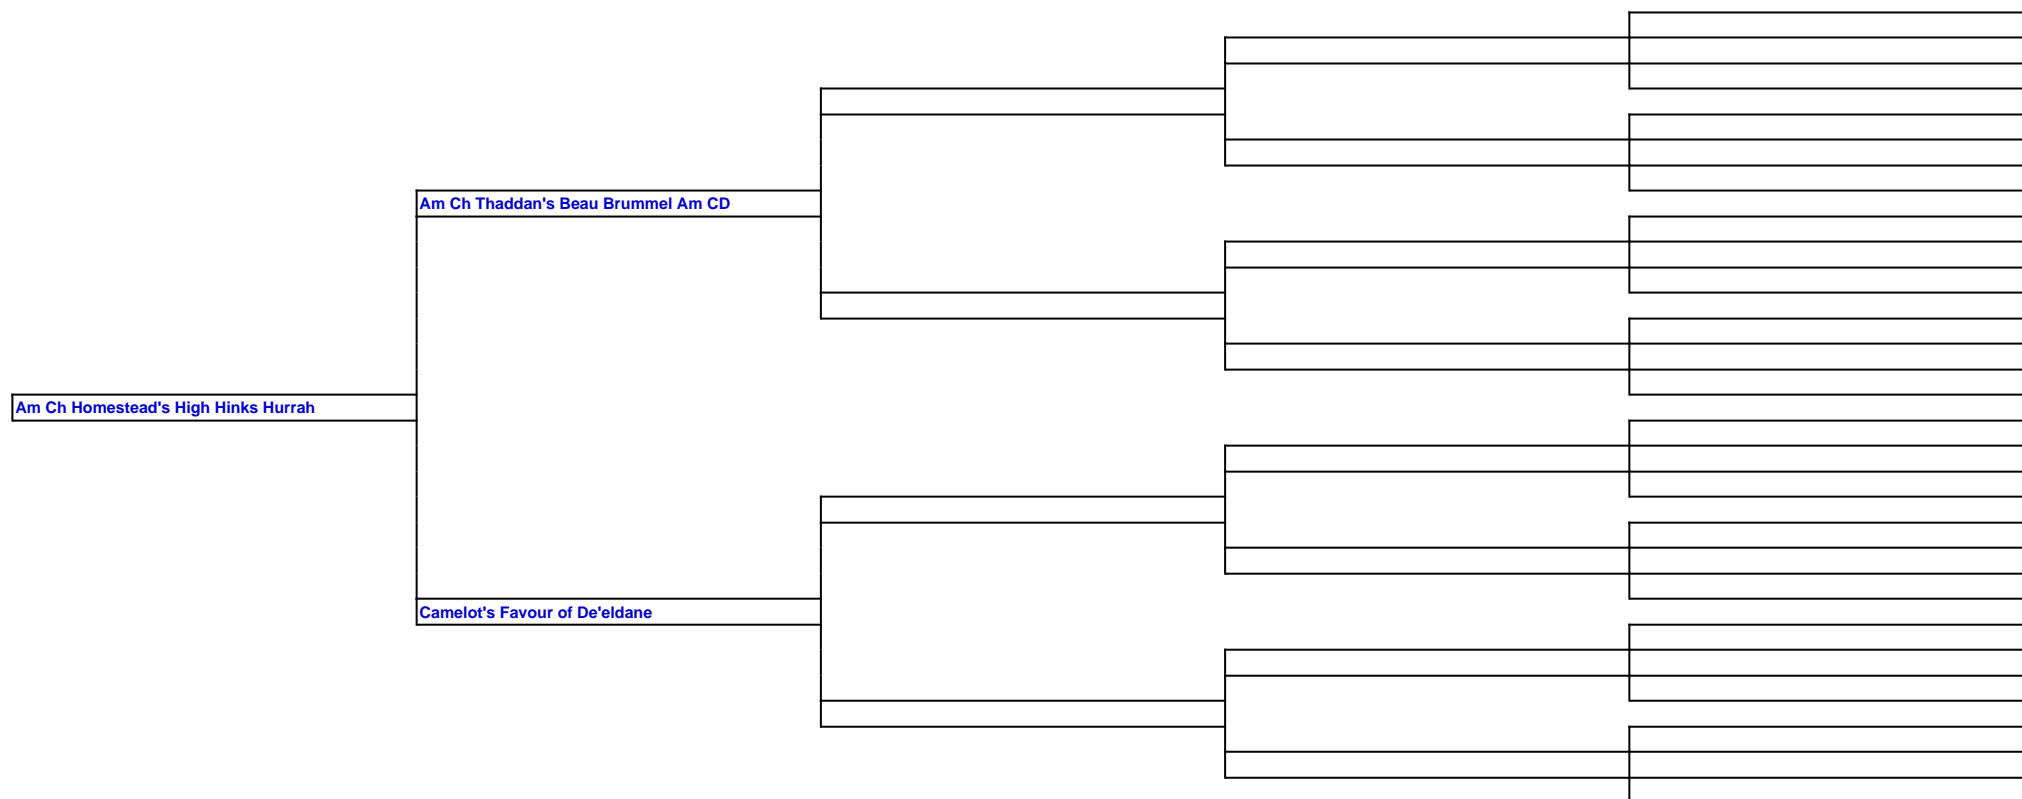 Am Ch Thaddan's Beau Brummel Am CD
Am Ch Homestead's High Hinks Hurrah
Camelot's Favour of De'eldane